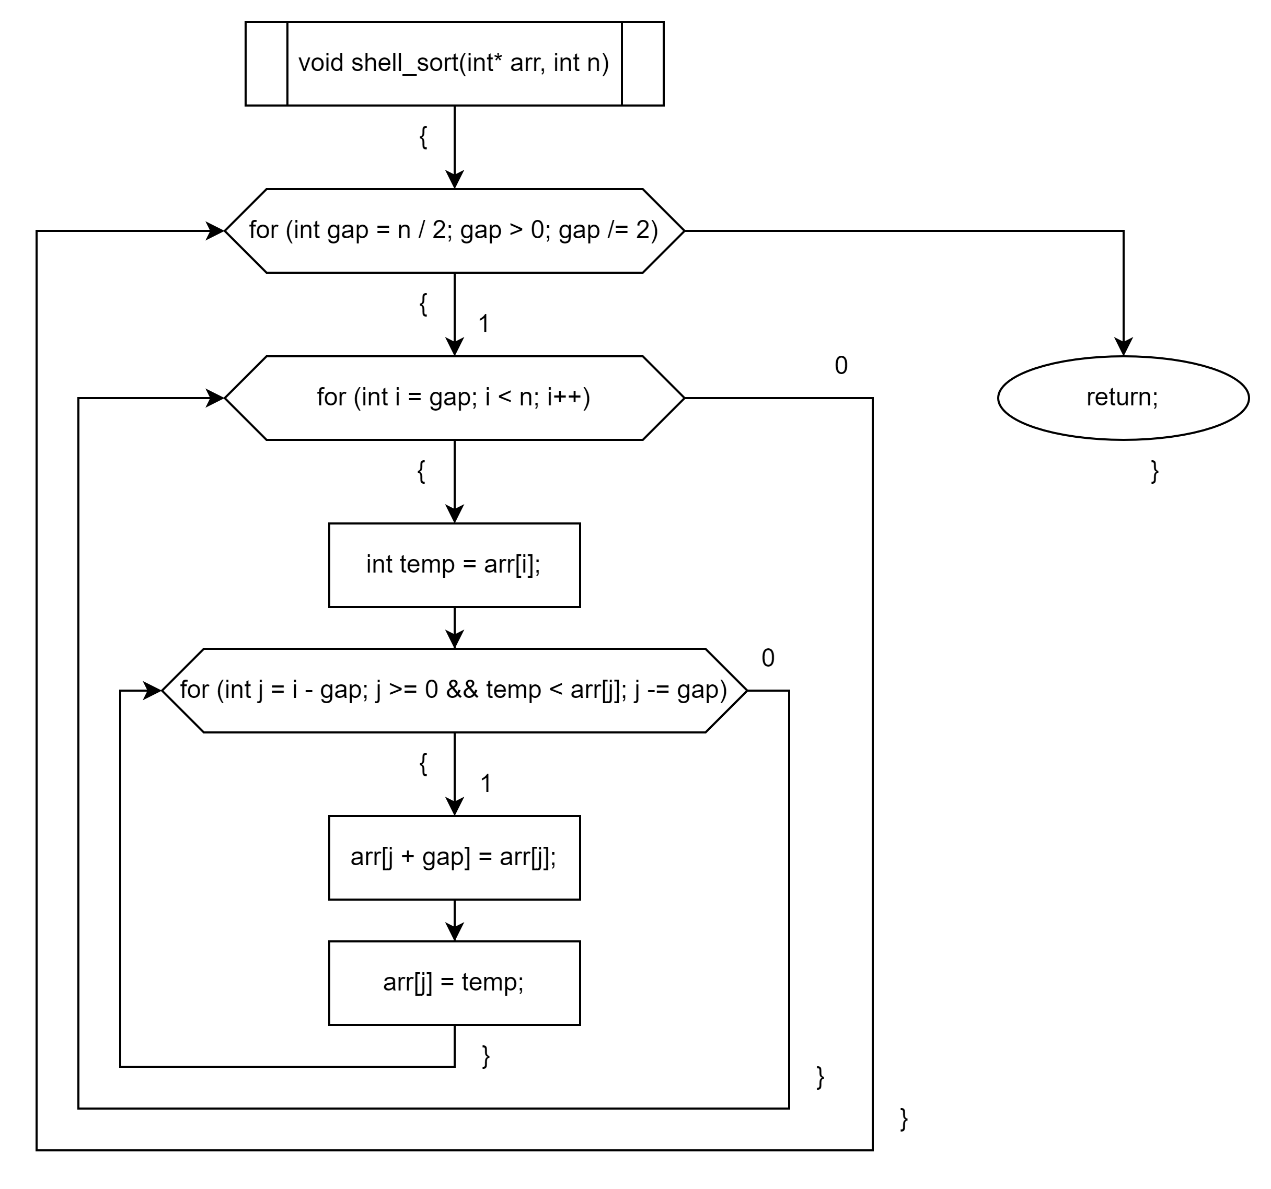 void shell_sort(int* arr, int n)
{
for (int gap = n / 2; gap > 0; gap /= 2)
{
1
0
for (int i = gap; i < n; i++)
return;
{
}
int temp = arr[i];
0
for (int j = i - gap; j >= 0 && temp < arr[j]; j -= gap)
{
1
arr[j + gap] = arr[j];
arr[j] = temp;
}
}
}